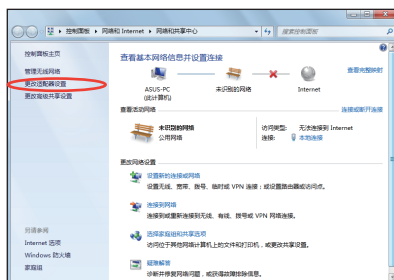 控制面板 ▸ 网络和 Internet ▸ 网络和共享中心
搜索控制面板
控制面板主页
管理无线网络
更改适配器设置
更改高级共享设置
另请参阅
Internet 选项
Windows 防火墙
家庭组
查看基本网络信息并设置连接
查看完整映射
ASUS-PC
(此计算机)
未识别的网络
Internet
查看活动网络
连接或断开连接
未识别的网络
公用网络
访问类型: 无法连接到 Internet
连接: 本地连接
更改网络设置
设置新的连接或网络
设置无线、宽带、拨号、临时或 VPN 连接；或设置路由器或访问点。
连接到网络
连接到或重新连接到无线、有线、拨号或 VPN 网络连接。
选择家庭组和共享选项
访问位于其他网络计算机上的文件和打印机，或更改共享设置。
疑难解答
诊断并修复网络问题，或获得故障排除信息。